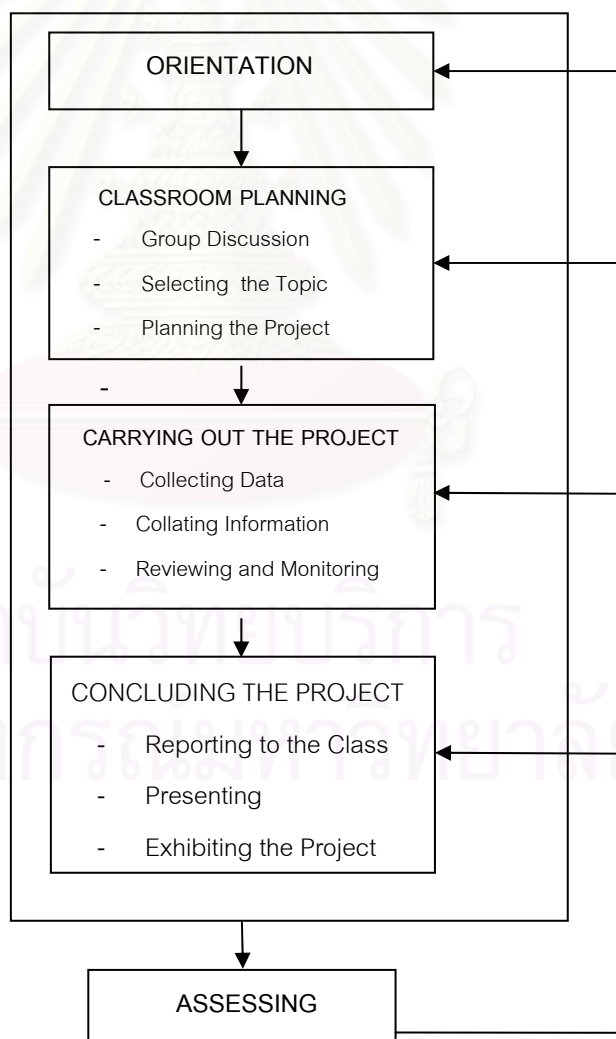 ORIENTATION
CLASSROOM PLANNING
- Group Discussion
- Selecting the Topic
- Planning the Project
-
CARRYING OUT THE PROJECT
- Collecting Data
- Collating Information
- Reviewing and Monitoring
CONCLUDING THE PROJECT
- Reporting to the Class
- Presenting
- Exhibiting the Project
ASSESSING